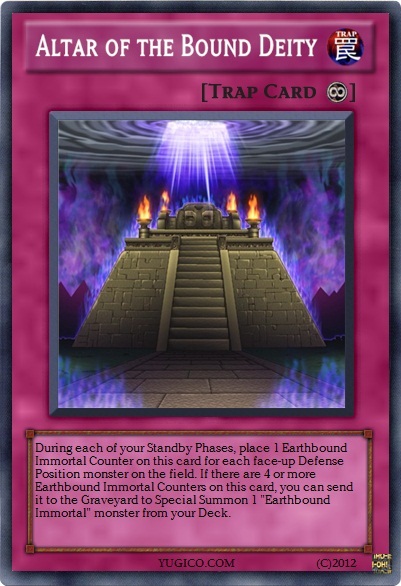 ALTAR OF THE BOUND DEITY
TRAP
罠
[TRAP CARD ]
During each of your Standby Phases, place 1 Earthbound
Immortal Counter on this card for each face-up Defense
Position monster on the field. If there are 4 or more
Earthbound Immortal Counters on this card, you can send
it to the Graveyard to Special Summon 1 "Earthbound
Immortal" monster from your Deck.
YUGICO.COM (C)2012